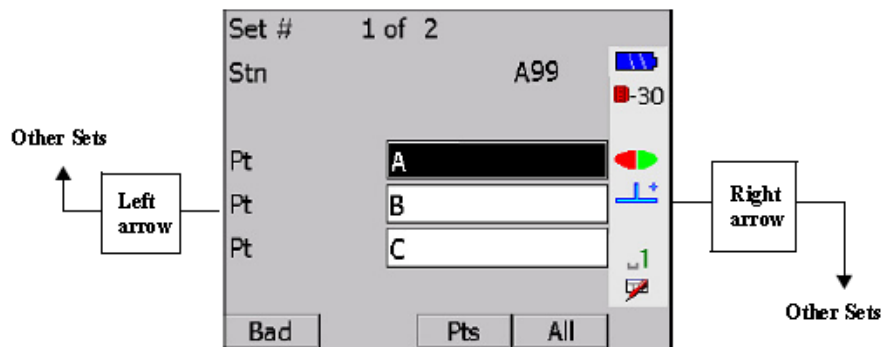 Set # 1 of 2
Stn A99
-30
Other Sets
Pt A
Left arrow
Pt B
Right arrow
Pt C
1
Other Sets
Bad Pts All